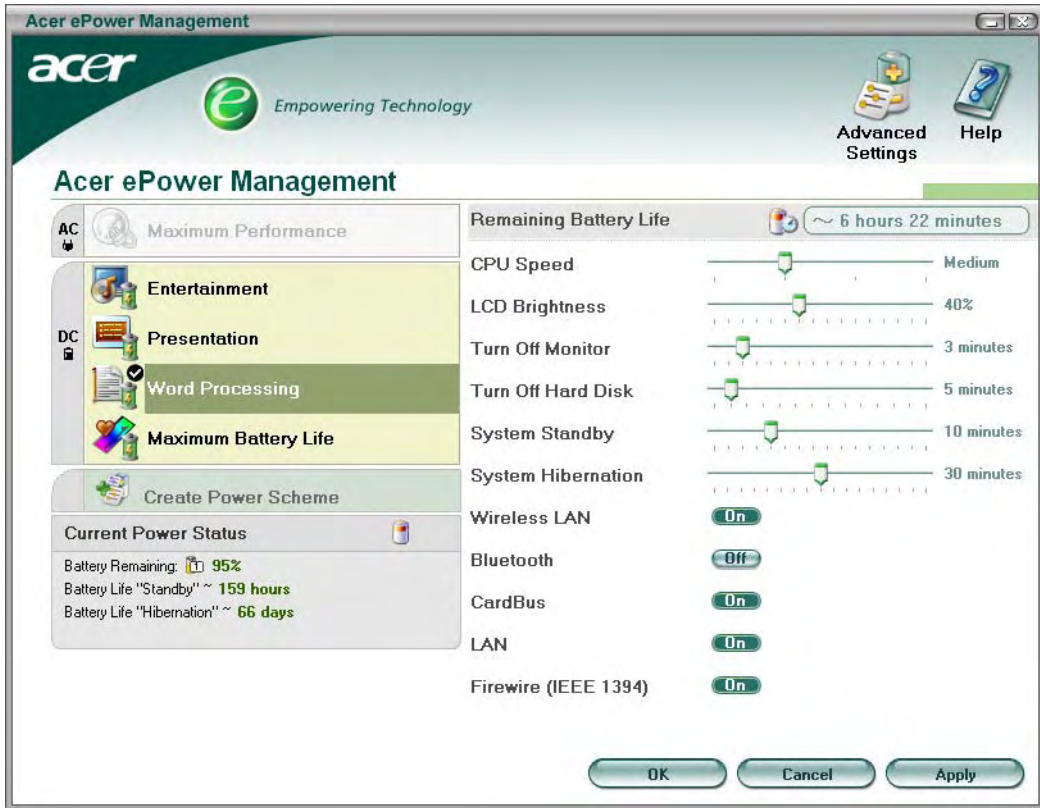 Acer ePower Management
acer
e Empowering Technology
Advanced Settings
Help
Acer ePower Management
AC
Maximum Performance
DC
Entertainment
Presentation
Word Processing
Maximum Battery Life
Create Power Scheme
Current Power Status
Battery Remaining: 1 95%
Battery Life "Standby" ~ 159 hours
Battery Life "Hibernation" ~ 66 days
Remaining Battery Life ~ 6 hours 22 minutes
CPU Speed Medium
LCD Brightness 40%
Turn Off Monitor 3 minutes
Turn Off Hard Disk 5 minutes
System Standby 10 minutes
System Hibernation 30 minutes
Wireless LAN On
Bluetooth Off
CardBus On
LAN On
Firewire (IEEE 1394) On
OK Cancel Apply